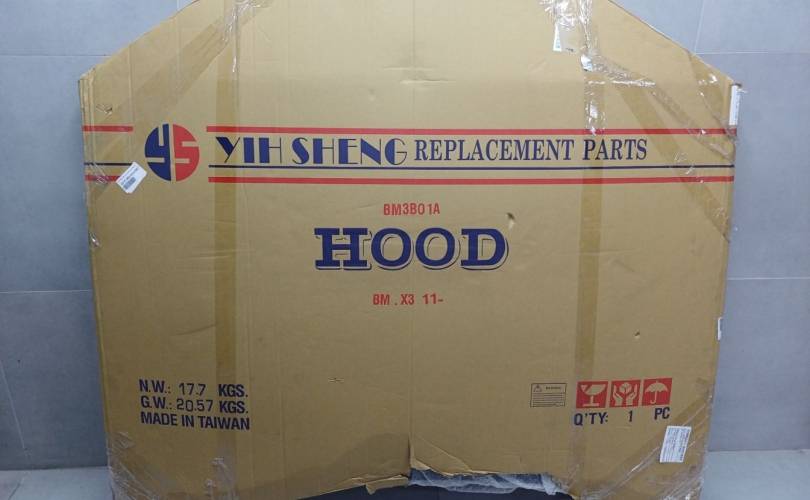 YS YIH SHENG REPLACEMENT PARTS
BM3B01A
HOOD
BM . X3 11-
N.W.: 17.7 KGS.
G.W.: 20.57 KGS.
MADE IN TAIWAN
Q'TY: 1 PC